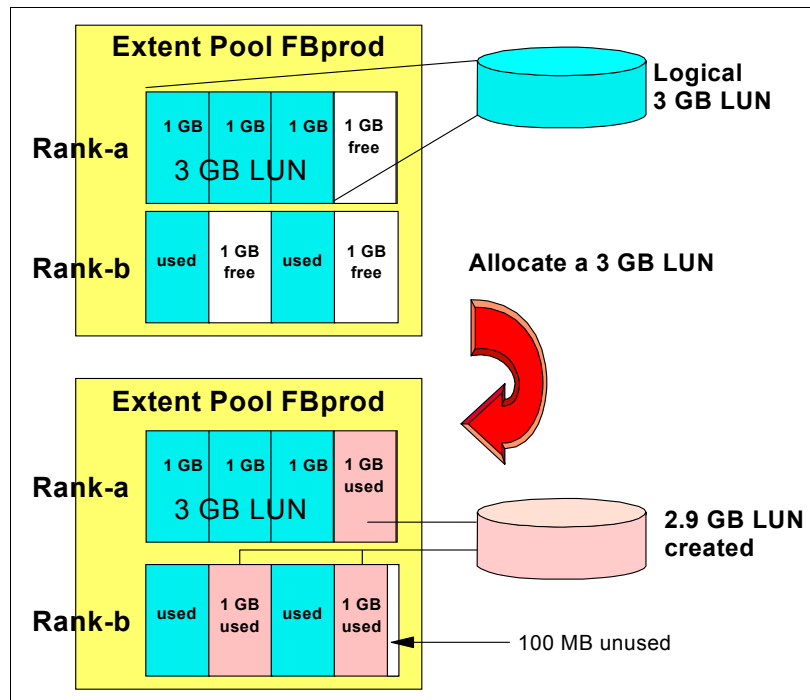 Extent Pool FBprod
Logical
3 GB LUN
Rank-a
1 GB 1 GB 1 GB 1 GB
free
3 GB LUN
Rank-b
used 1 GB used 1 GB
free free
Allocate a 3 GB LUN
Extent Pool FBprod
Rank-a
1 GB 1 GB 1 GB 1 GB
used
3 GB LUN
2.9 GB LUN
created
Rank-b
used 1 GB used 1 GB
used used
100 MB unused